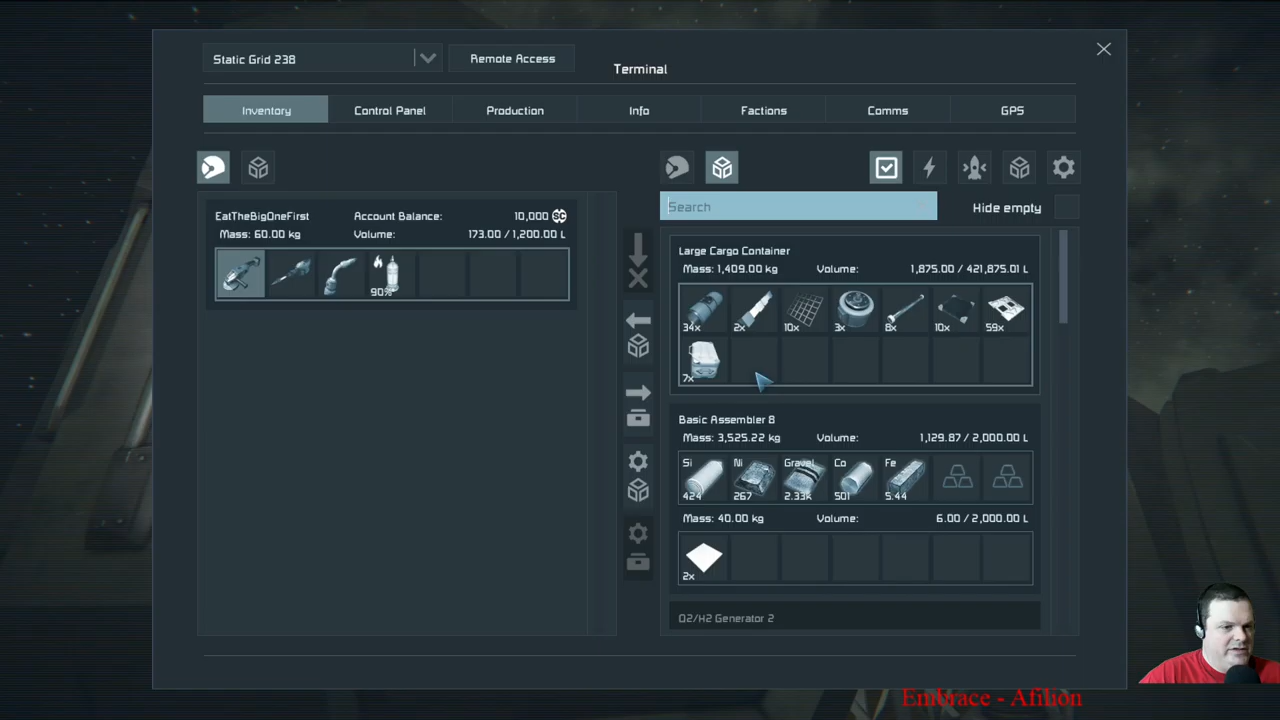 Static Grid 238
Remote Access
Terminal
Inventory
Control Panel
Production
Info
Factions
Comms
GPS
EatTheBigOneFirst
Account Balance:
10,000 SC
Mass: 60.00 kg
Volume:
173.00 / 1,200.00 L
90%
Search
Hide empty
Large Cargo Container
Mass: 1,409.00 kg
Volume:
1,875.00 / 421,875.01 L
34x
2x
10x
3x
8x
10x
59x
7x
Basic Assembler 8
Mass: 3,525.22 kg
Volume:
1,129.87 / 2,000.00 L
Si
Ni
Gravel
Co
Fe
424
267
2.33k
501
5.44
Mass: 40.00 kg
Volume:
6.00 / 2,000.00 L
2x
O2/H2 Generator 2
Embrace - Afilion